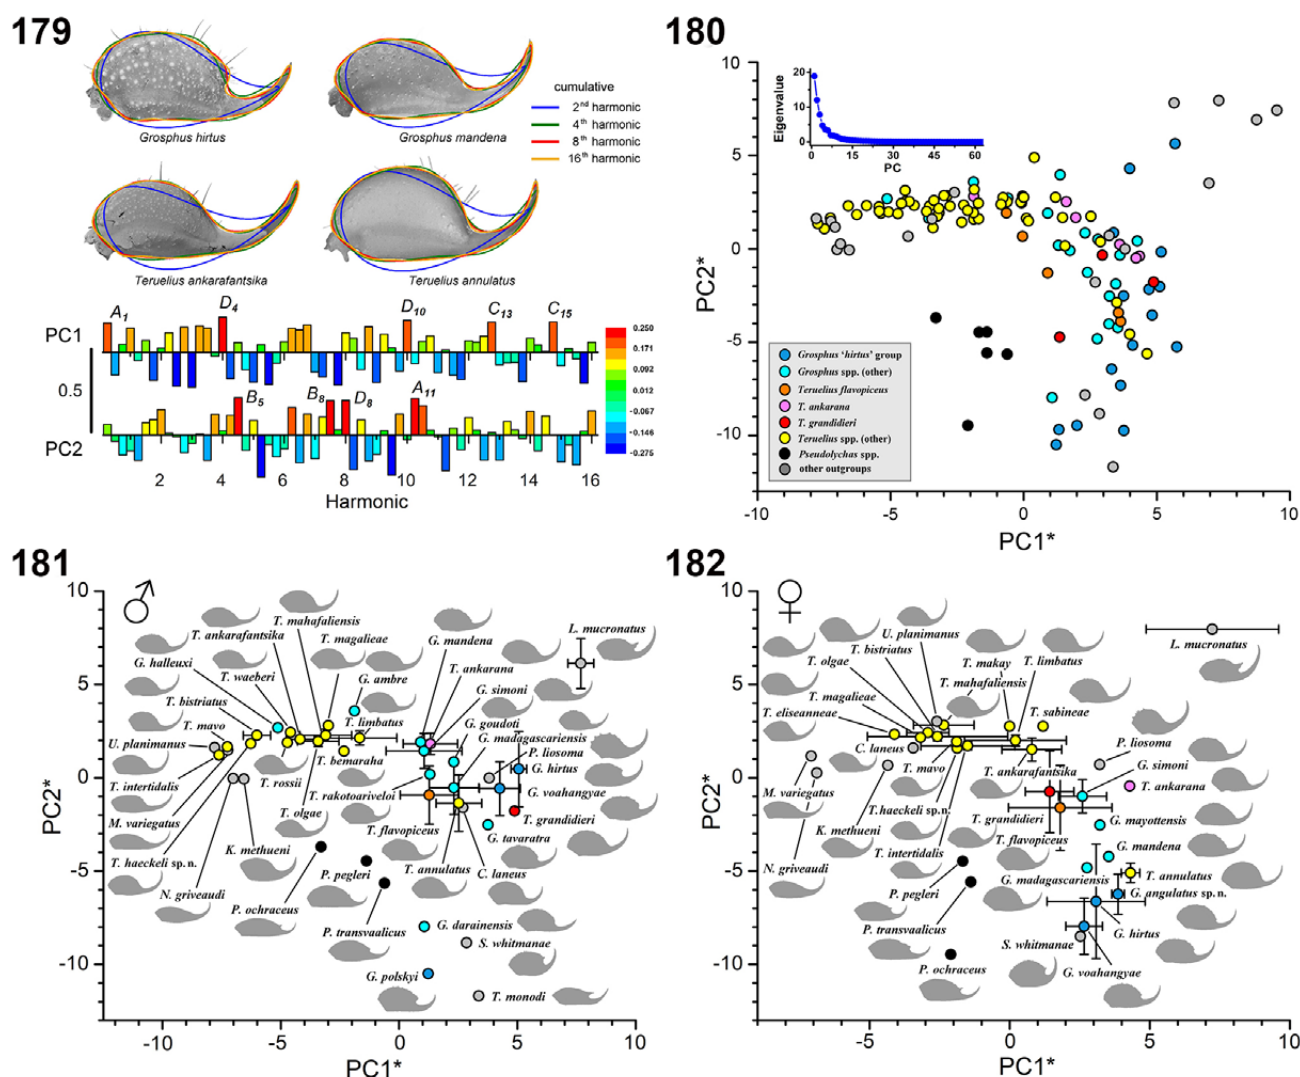 179
Grosphus hirtus
Grosphus mandena
Teruelius ankarafantsika
Teruelius annulatus
cumulative
2nd harmonic
4th harmonic
8th harmonic
16th harmonic
PC1
0.5
PC2
A1
D4
D10
C13
C15
B5
B8
D8
A11
0.250
0.171
0.092
0.012
-0.067
-0.146
-0.275
2 4 6 8 10 12 14 16
Harmonic
180
10
5
0
-5
-10
PC2*
Eigenvalue
20
10
0
0 15 30 45 60
PC
Grosphus 'hirtus' group
Grosphus spp. (other)
Teruelius flavopiceus
T. ankarana
T. grandidieri
Teruelius spp. (other)
Pseudolychas spp.
other outgroups
-10 -5 0 5 10
PC1*
181
♂
10
5
0
-5
-10
PC2*
T. mahafaliensis
T. ankarafantsika
T. magalieae
G. mandena
L. mucronatus
G. halleuxi
T. waeberi
G. ambre
T. ankarana
T. bistriatus
G. simoni
T. mavo
T. limbatus
G. goudoti
U. planimanus
G. madagascariensis
T. bemaraha
P. liosoma
T. intertidalis
T. rossii
G. hirtus
T. rakotoariveloi
G. voahangyae
M. variegatus
T. olgae
T. grandidieri
T. flavopiceus
G. tavaratra
T. haeckeli sp. n.
K. methueni
T. annulatus
C. laneus
N. griveaudi
P. pegleri
P. ochraceus
P. transvaalicus
G. darainensis
S. whitmanae
G. polskyi
T. monodi
-10 -5 0 5 10
PC1*
182
♀
10
5
0
-5
-10
PC2*
U. planimanus
T. bistriatus
T. olgae
T. makay
T. limbatus
L. mucronatus
T. mahafaliensis
T. magalieae
T. sabineae
T. eliseanneae
C. laneus
P. liosoma
T. mavo
T. ankarafantsika
G. simoni
M. variegatus
T. ankarana
T. haeckeli sp. n.
T. grandidieri
G. mayottensis
K. methueni
T. flavopiceus
T. intertidalis
G. mandena
N. griveaudi
T. annulatus
P. pegleri
G. madagascariensis
G. angulatus sp. n.
P. transvaalicus
G. hirtus
S. whitmanae
P. ochraceus
G. voahangyae
-5 0 5 10
PC1*